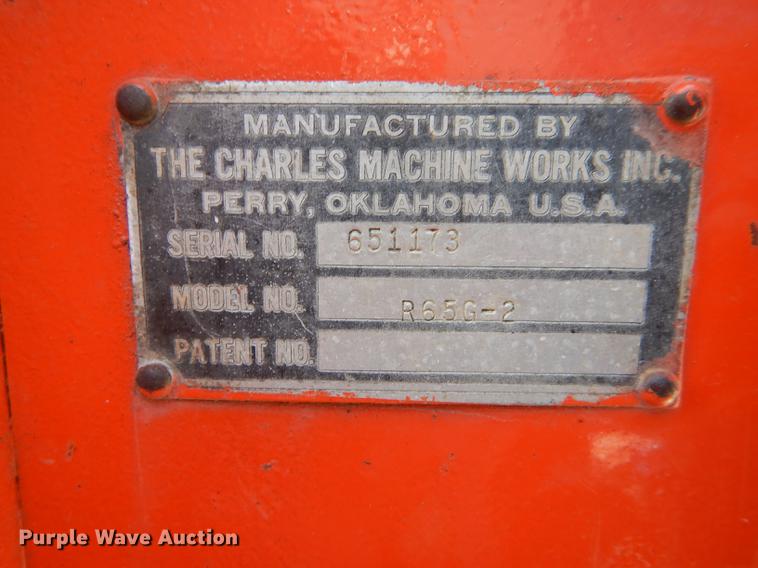 MANUFACTURED BY
THE CHARLES MACHINE WORKS INC.
PERRY, OKLAHOMA U.S.A.
SERIAL NO. 651173
MODEL NO. R65G-2
PATENT NO.
Purple Wave Auction